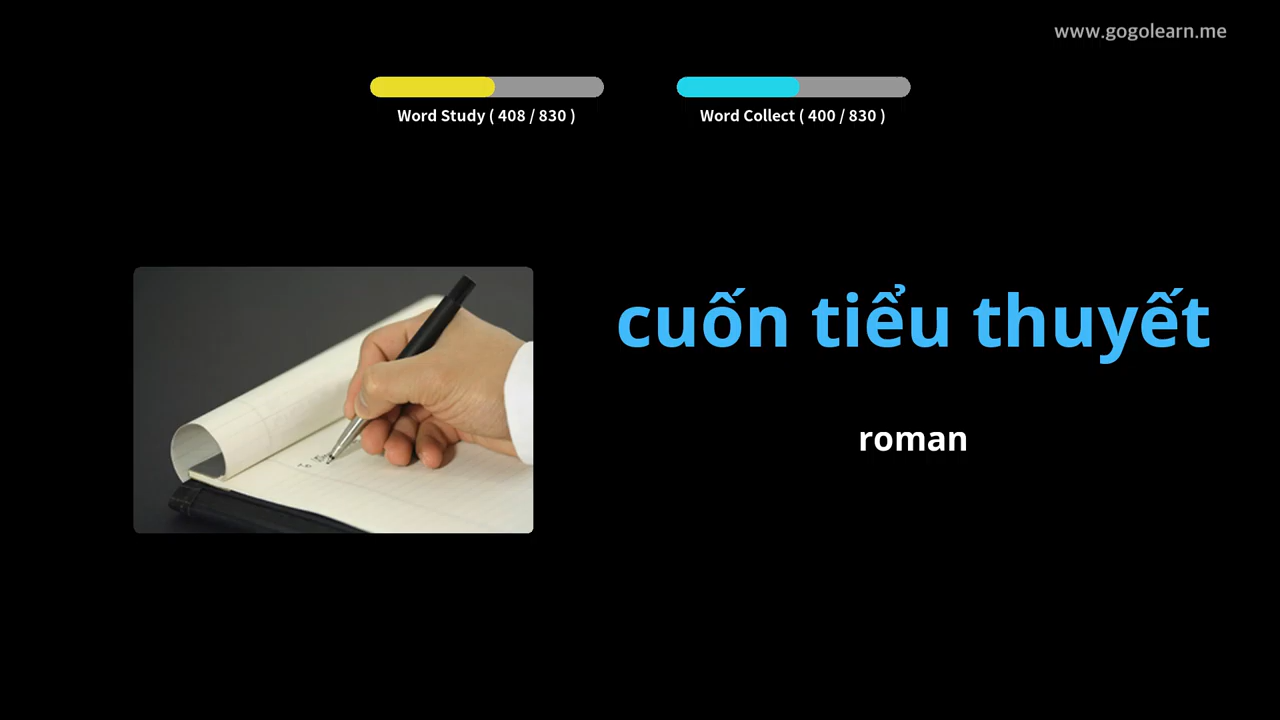 www.gogolearn.me
Word Study ( 408 / 830 )
Word Collect ( 400 / 830 )
cuốn tiểu thuyết
roman